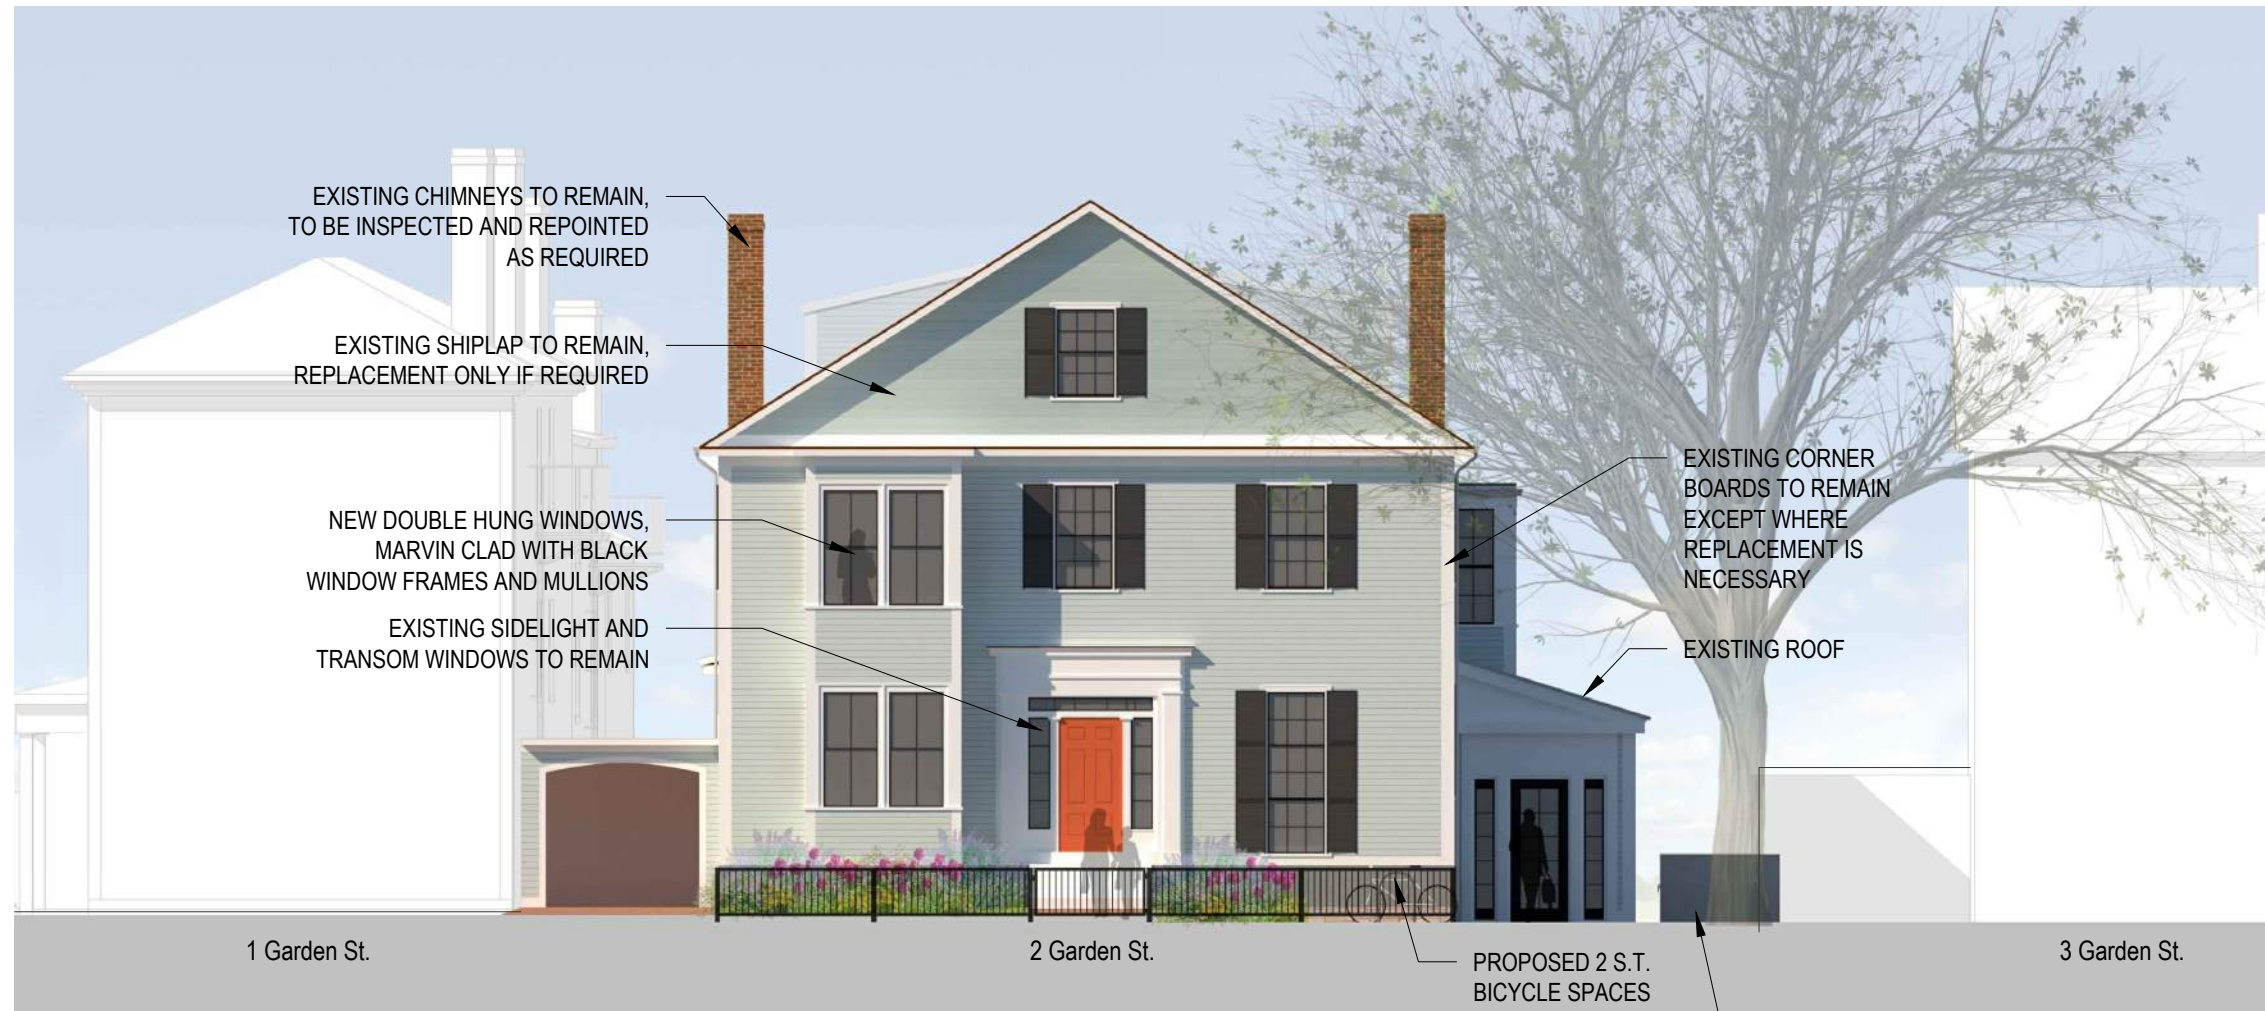 EXISTING CHIMNEYS TO REMAIN,
TO BE INSPECTED AND REPOINTED
AS REQUIRED
EXISTING SHIPLAP TO REMAIN,
REPLACEMENT ONLY IF REQUIRED
NEW DOUBLE HUNG WINDOWS,
MARVIN CLAD WITH BLACK
WINDOW FRAMES AND MULLIONS
EXISTING SIDELIGHT AND
TRANSOM WINDOWS TO REMAIN
EXISTING CORNER
BOARDS TO REMAIN
EXCEPT WHERE
REPLACEMENT IS
NECESSARY
EXISTING ROOF
1 Garden St.
2 Garden St.
3 Garden St.
PROPOSED 2 S.T.
BICYCLE SPACES